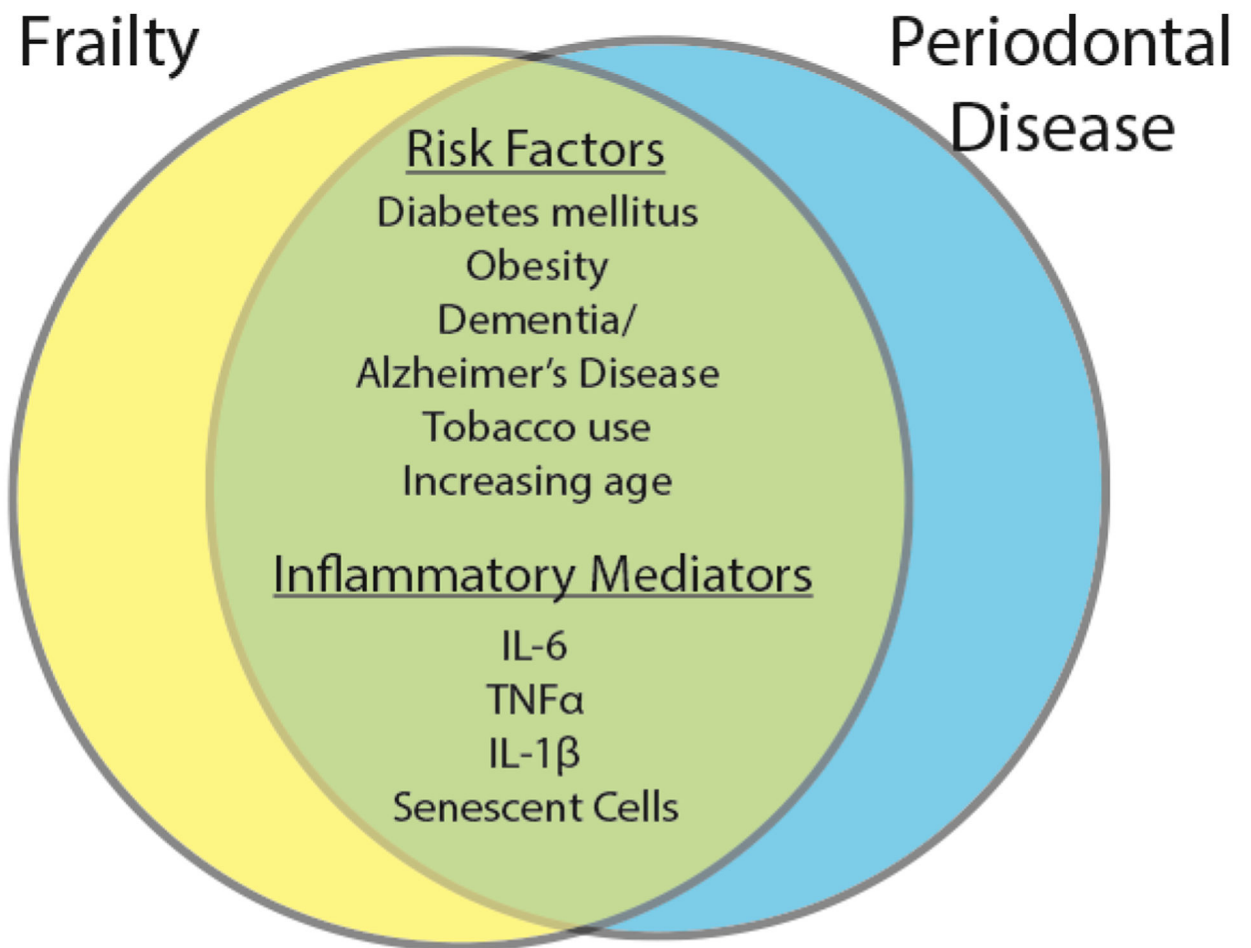 Frailty
Periodontal
Disease
Risk Factors
Diabetes mellitus
Obesity
Dementia/
Alzheimer’s Disease
Tobacco use
Increasing age
Inflammatory Mediators
IL-6
TNFα
IL-1β
Senescent Cells